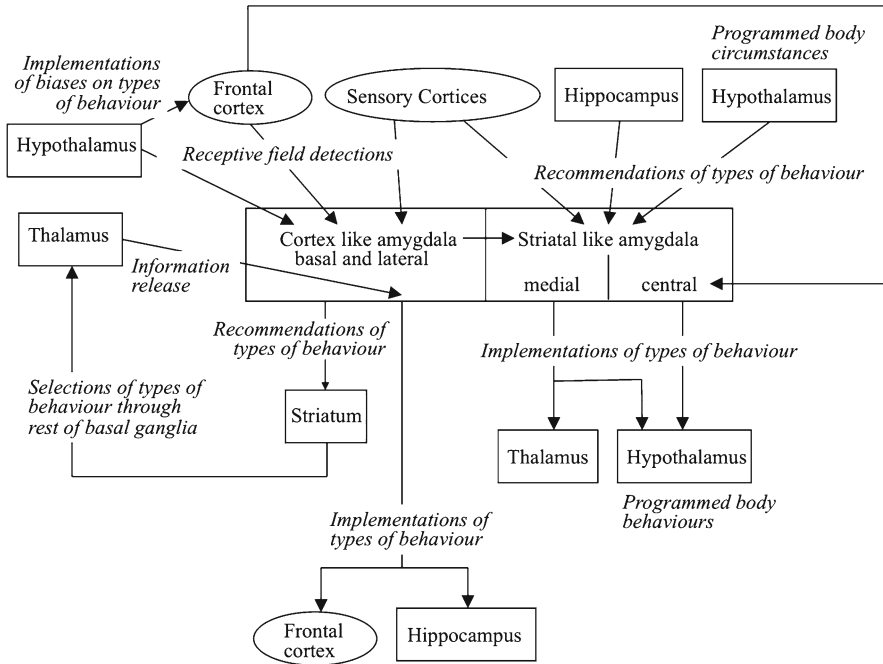 Implementations
of biases on types
of behaviour
Programmed body
circumstances
Frontal
cortex
Sensory Cortices
Hippocampus
Hypothalamus
Hypothalamus
Receptive field detections
Recommendations of types of behaviour
Thalamus
Information
release
Cortex like amygdala
basal and lateral
Striatal like amygdala
medial
central
Recommendations of
types of behaviour
Implementations of types of behaviour
Selections of types of
behaviour through
rest of basal ganglia
Striatum
Thalamus
Hypothalamus
Programmed body
behaviours
Implementations of
types of behaviour
Frontal
cortex
Hippocampus